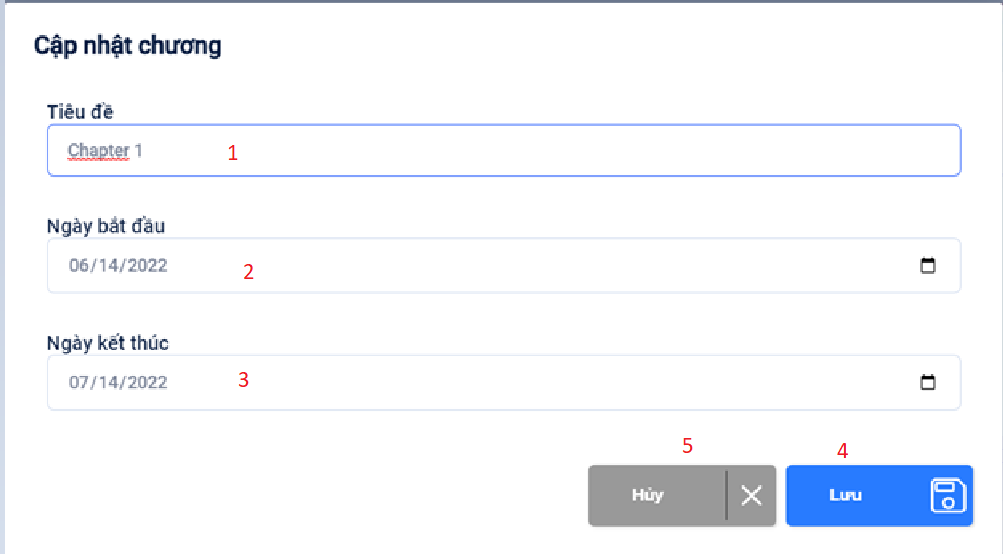 Cập nhật chương
Tiêu đề
Chapter 1 1
Ngày bắt đầu
06/14/2022 2
Ngày kết thúc
07/14/2022 3
5 4
Hủy Lưu